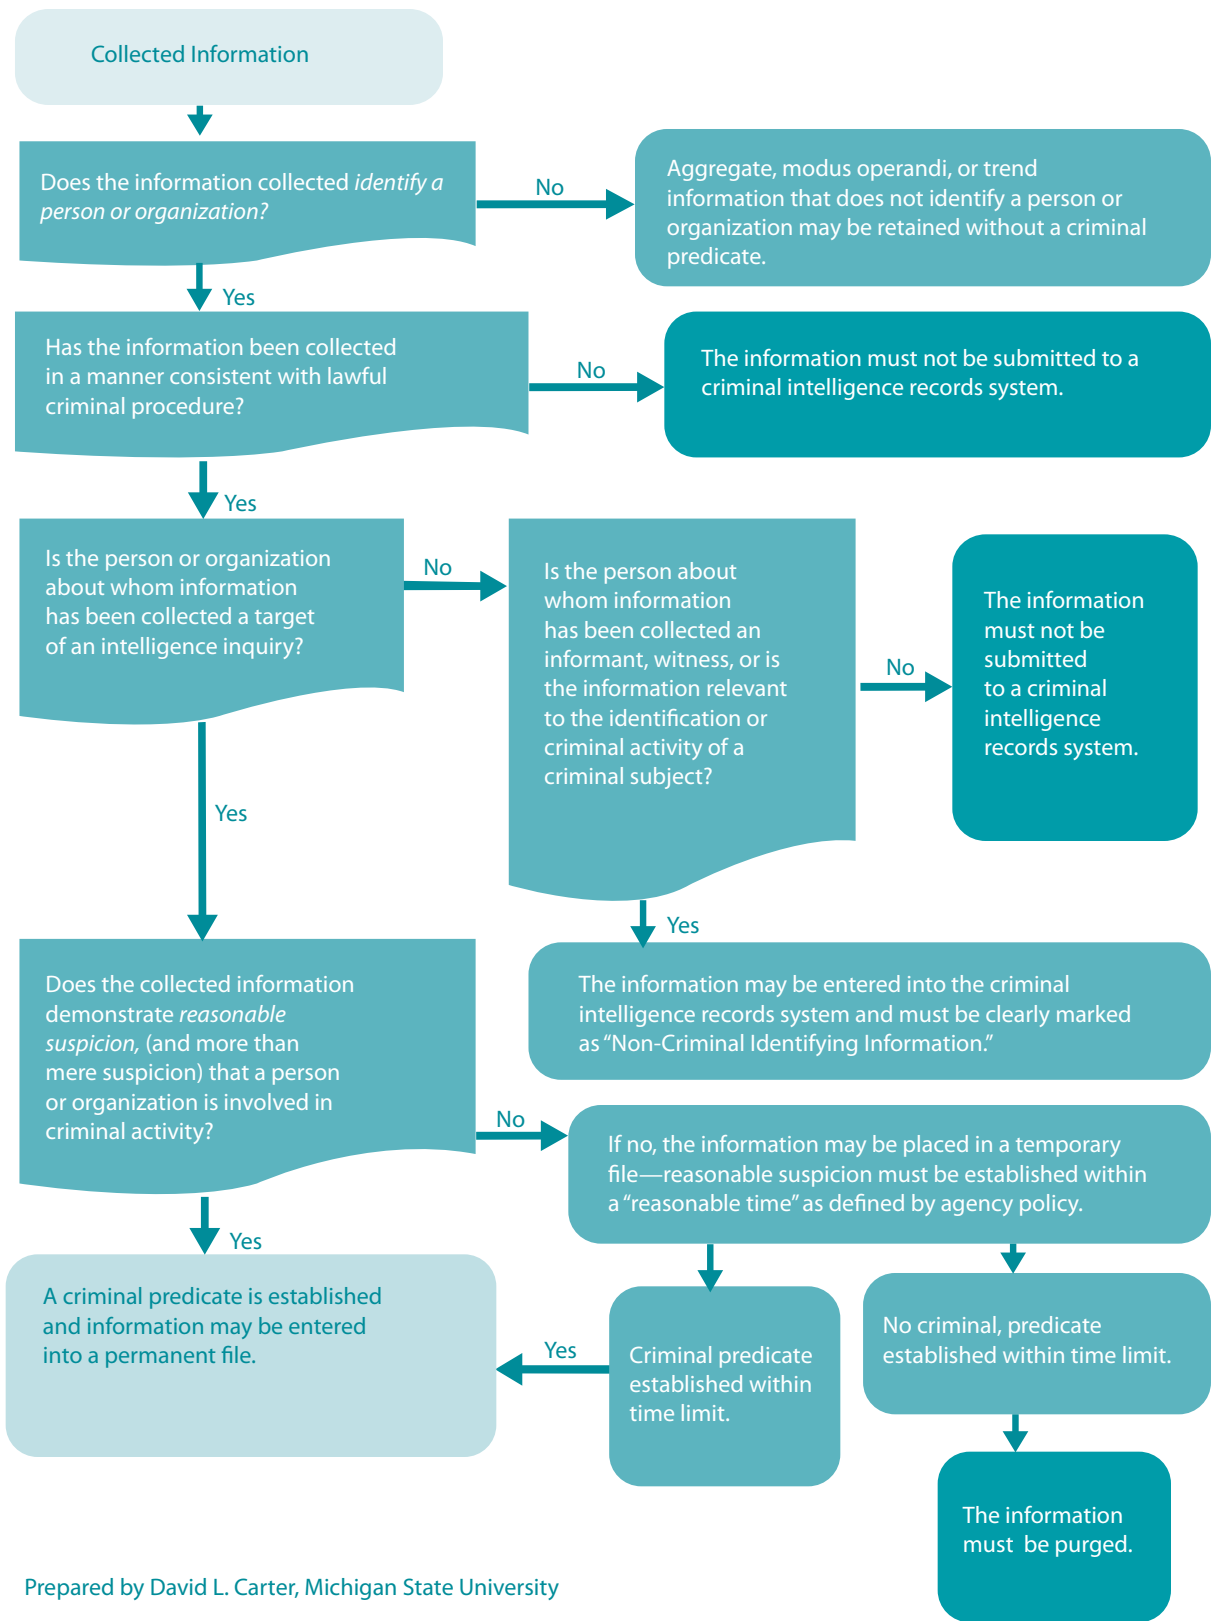 Collected Information
Does the information collected identify a
person or organization?
No
Aggregate, modus operandi, or trend
information that does not identify a person or
organization may be retained without a criminal
predicate.
Yes
Has the information been collected
in a manner consistent with lawful
criminal procedure?
No
The information must not be submitted to a
criminal intelligence records system.
Yes
Is the person or organization
about whom information
has been collected a target
of an intelligence inquiry?
No
Is the person about
whom information
has been collected an
informant, witness, or is
the information relevant
to the identification or
criminal activity of a
criminal subject?
No
The information
must not be
submitted
to a criminal
intelligence
records system.
Yes
Yes
The information may be entered into the criminal
intelligence records system and must be clearly marked
as “Non-Criminal Identifying Information.”
Does the collected information
demonstrate reasonable
suspicion, (and more than
mere suspicion) that a person
or organization is involved in
criminal activity?
No
If no, the information may be placed in a temporary
file—reasonable suspicion must be established within
a “reasonable time” as defined by agency policy.
Yes
A criminal predicate is established
and information may be entered
into a permanent file.
Yes
Criminal predicate
established within
time limit.
No criminal, predicate
established within time limit.
The information
must be purged.
Prepared by David L. Carter, Michigan State University